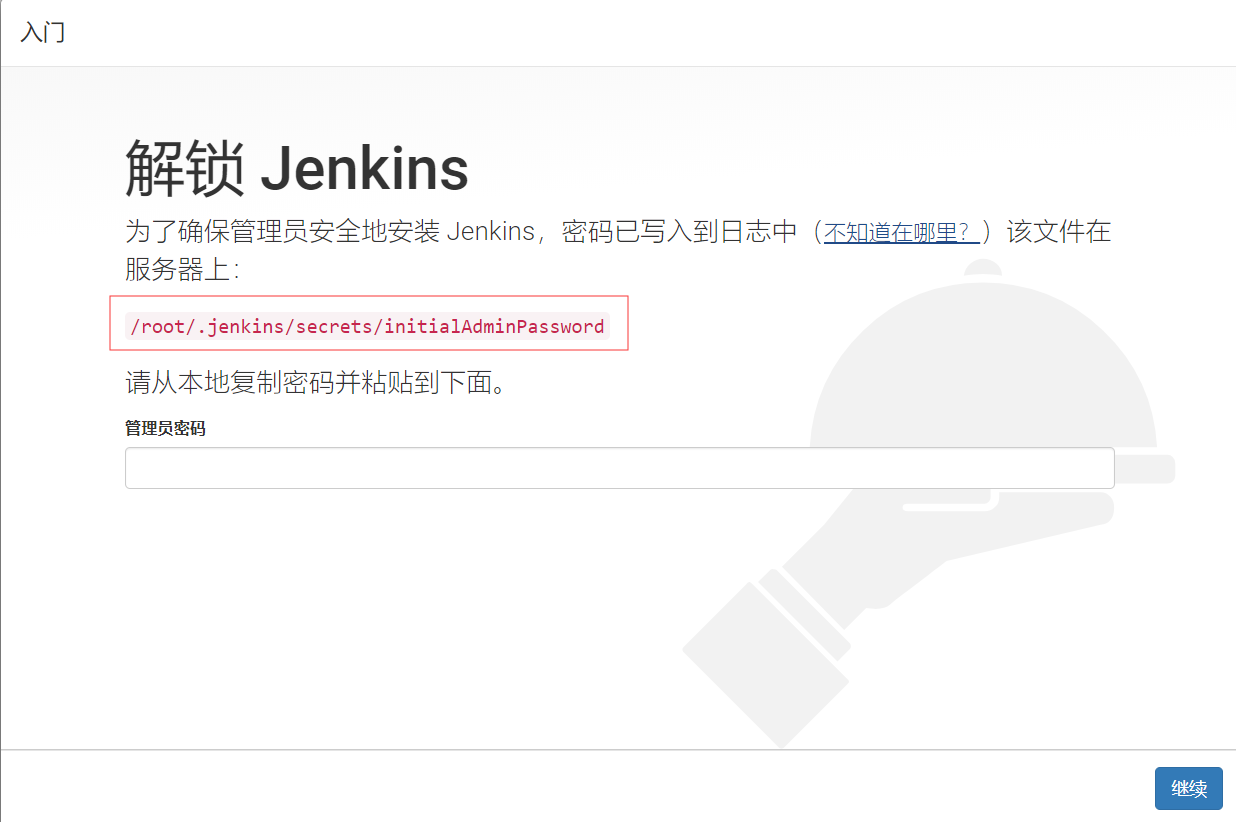 入门
解锁 Jenkins
为了确保管理员安全地安装 Jenkins，密码已写入到日志中（不知道在哪里？）该文件在
服务器上：
/root/.jenkins/secrets/initialAdminPassword
请从本地复制密码并粘贴到下面。
管理员密码
继续